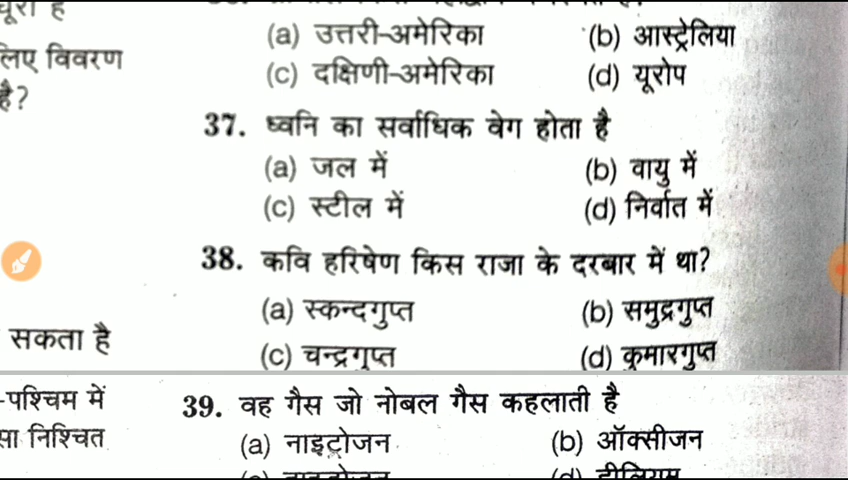 लिए विवरण
है?
सकता है
-पश्चिम में
सा निश्चित
(a) उत्तरी-अमेरिका (b) आस्ट्रेलिया
(c) दक्षिणी-अमेरिका (d) यूरोप
37. ध्वनि का सर्वाधिक वेग होता है
(a) जल में (b) वायु में
(c) स्टील में (d) निर्वात में
38. कवि हरिषेण किस राजा के दरबार में था?
(a) स्कन्दगुप्त (b) समुद्रगुप्त
(c) चन्द्रगुप्त (d) कुमारगुप्त
39. वह गैस जो नोबल गैस कहलाती है
(a) नाइट्रोजन (b) ऑक्सीजन
(d) हीलियम